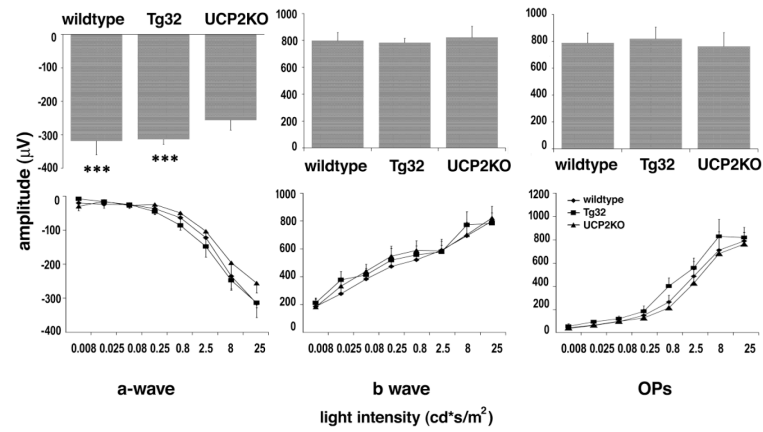 wildtype Tg32 UCP2KO
0
-100
-200
-300
-400
*** ***
1000
800
600
400
200
0
wildtype Tg32 UCP2KO
1000
800
600
400
200
0
wildtype Tg32 UCP2KO
amplitude (μV)
0
-100
-200
-300
-400
0.008 0.025 0.08 0.25 0.8 2.5 8 25
a-wave
1000
800
600
400
200
0
0.008 0.025 0.08 0.25 0.8 2.5 8 25
b wave
1200
1000
800
600
400
200
0
wildtype
Tg32
UCP2KO
0.008 0.025 0.08 0.25 0.8 2.5 8 25
OPs
light intensity (cd*s/m²)